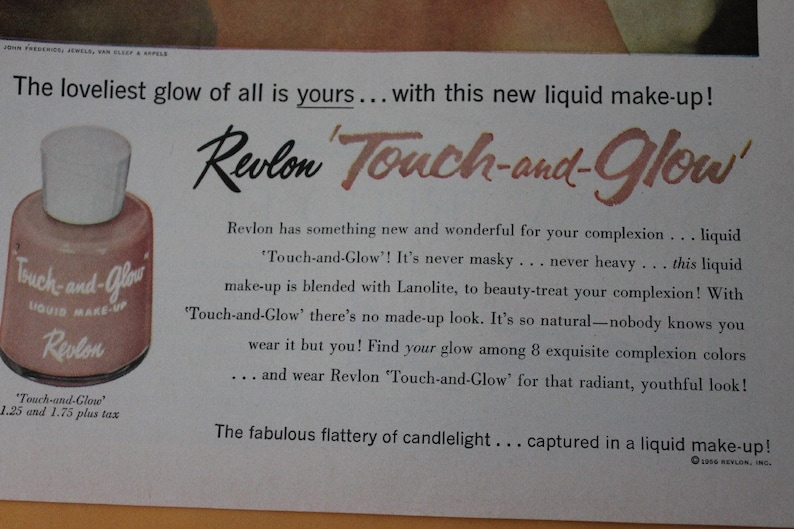 JOHN FREDERICS; JEWELS, VAN CLEEF & ARPELS
The loveliest glow of all is yours... with this new liquid make-up!
Revlon 'Touch-and-Glow'
Revlon has something new and wonderful for your complexion . . . liquid
'Touch-and-Glow'! It's never masky . . . never heavy . . . this liquid
make-up is blended with Lanolite, to beauty-treat your complexion! With
'Touch-and-Glow' there's no made-up look. It's so natural—nobody knows you
wear it but you! Find your glow among 8 exquisite complexion colors
. . . and wear Revlon 'Touch-and-Glow' for that radiant, youthful look!
"Touch-and-Glow"
LIQUID MAKE-UP
Revlon
'Touch-and-Glow'
1.25 and 1.75 plus tax
The fabulous flattery of candlelight . . . captured in a liquid make-up!
© 1956 REVLON, INC.